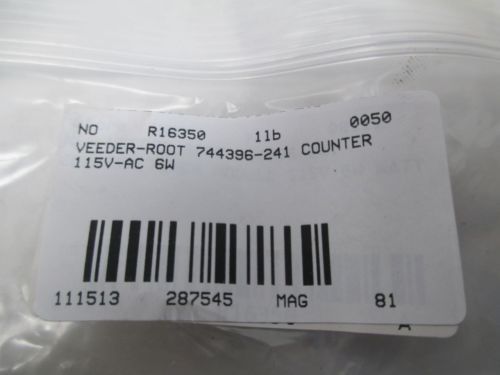 NO R16350 1lb 0050
VEEDER-ROOT 744396-241 COUNTER
115V-AC 6W
111513 287545 MAG 81
A